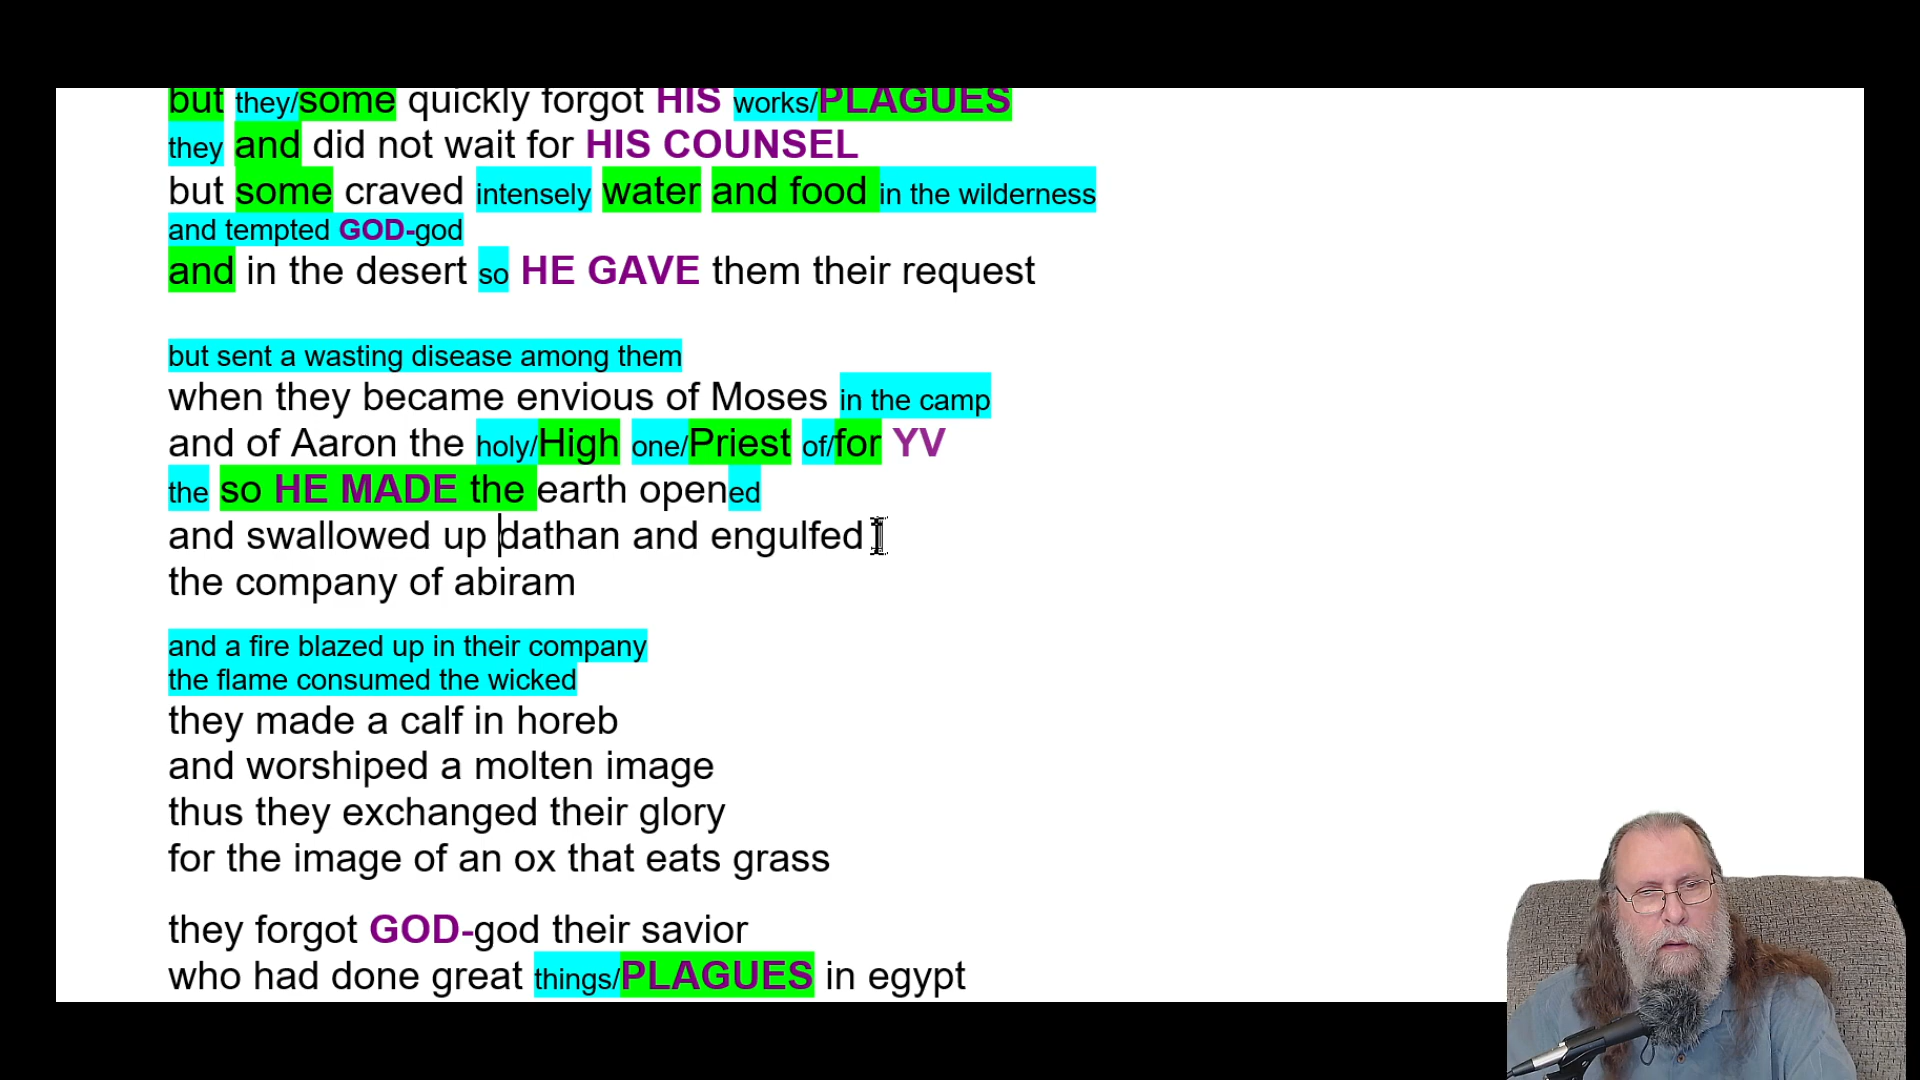 but they/some quickly forgot HIS works/PLAGUES
they and did not wait for HIS COUNSEL
but some craved intensely water and food in the wilderness
and tempted GOD-god
and in the desert so HE GAVE them their request
but sent a wasting disease among them
when they became envious of Moses in the camp
and of Aaron the holy/High one/Priest of/for YV
the so HE MADE the earth opened
and swallowed up dathan and engulfed
the company of abiram
and a fire blazed up in their company
the flame consumed the wicked
they made a calf in horeb
and worshiped a molten image
thus they exchanged their glory
for the image of an ox that eats grass
they forgot GOD-god their savior
who had done great things/PLAGUES in egypt